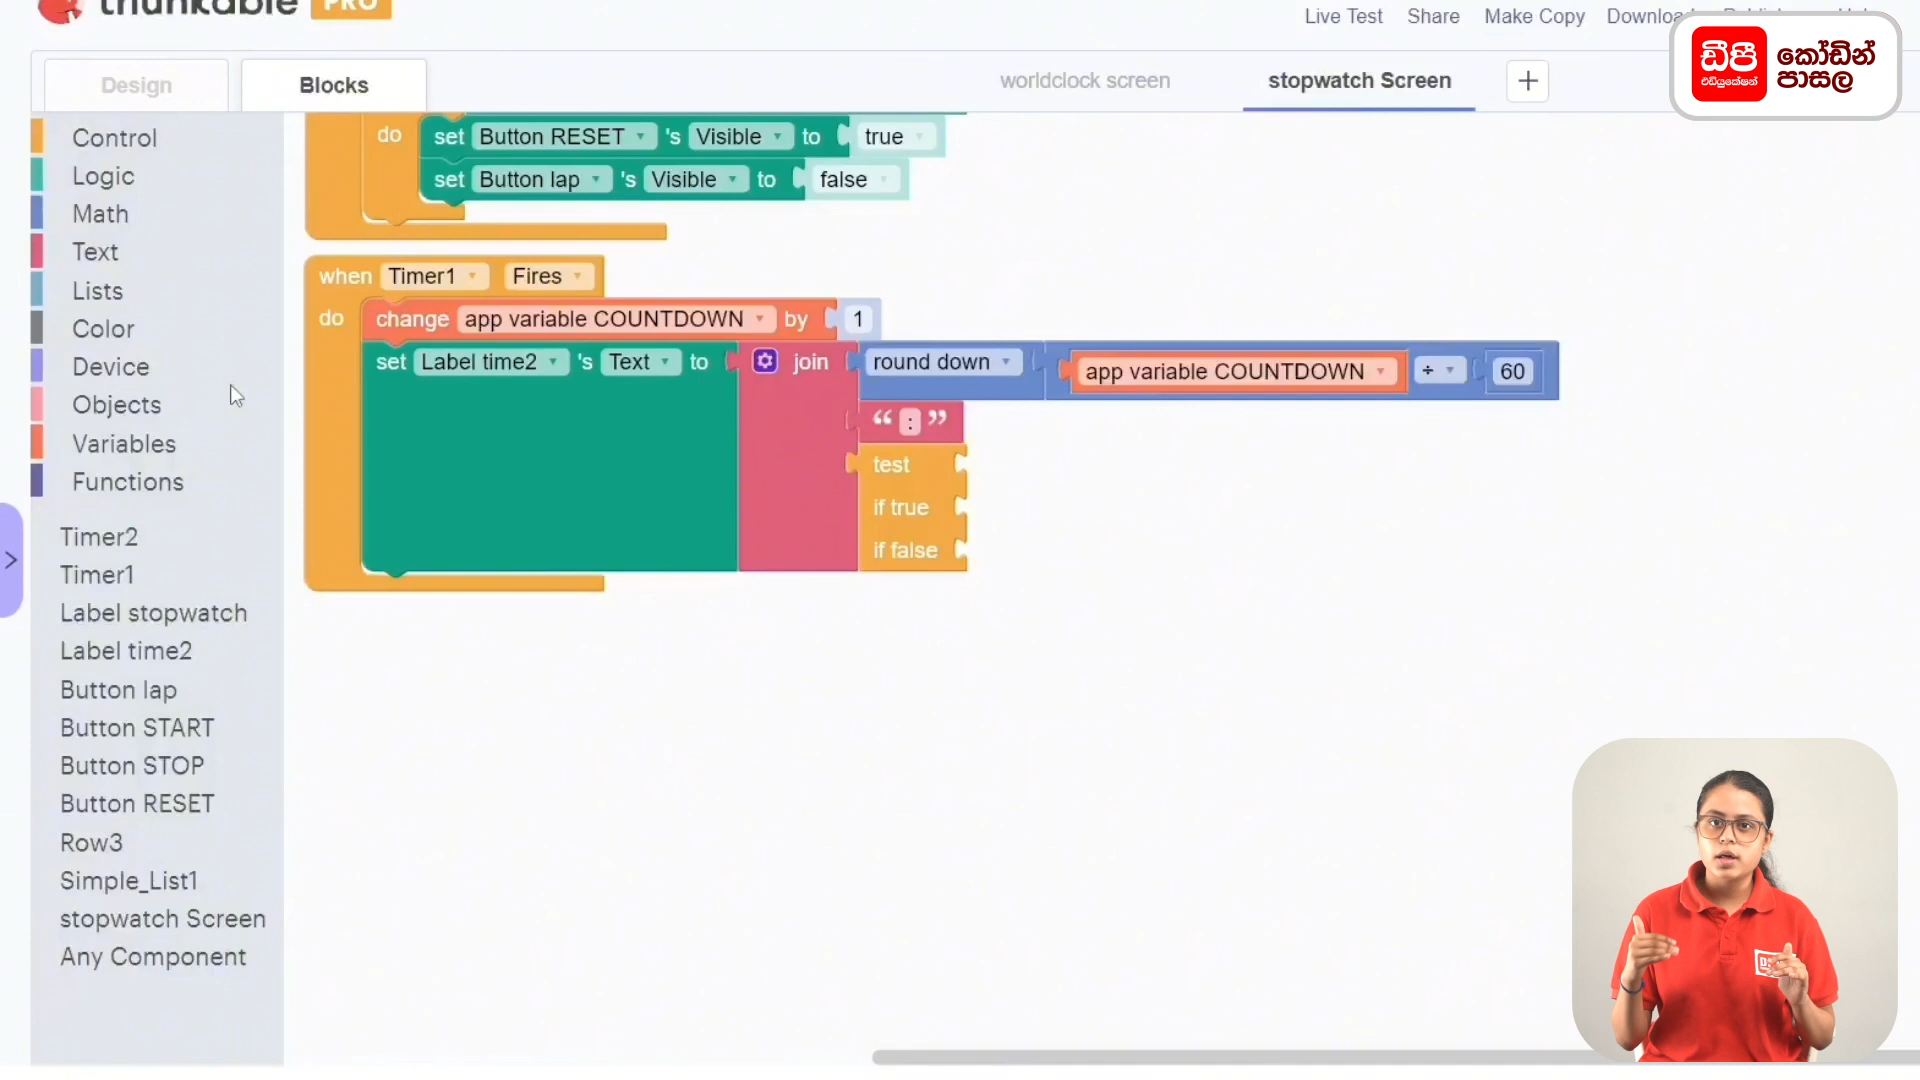 thunkable PRO
Live Test Share Make Copy
ඩීපී
එඩියුකේෂන්
කෝඩින්
පාසල
Design Blocks
worldclock screen stopwatch Screen +
Control
Logic
Math
Text
Lists
Color
Device
Objects
Variables
Functions
Timer2
Timer1
Label stopwatch
Label time2
Button lap
Button START
Button STOP
Button RESET
Row3
Simple_List1
stopwatch Screen
Any Component
do set Button RESET 's Visible to true
set Button lap 's Visible to false
when Timer1 Fires
do change app variable COUNTDOWN by 1
set Label time2 's Text to join round down app variable COUNTDOWN ÷ 60
“ : ”
test
if true
if false